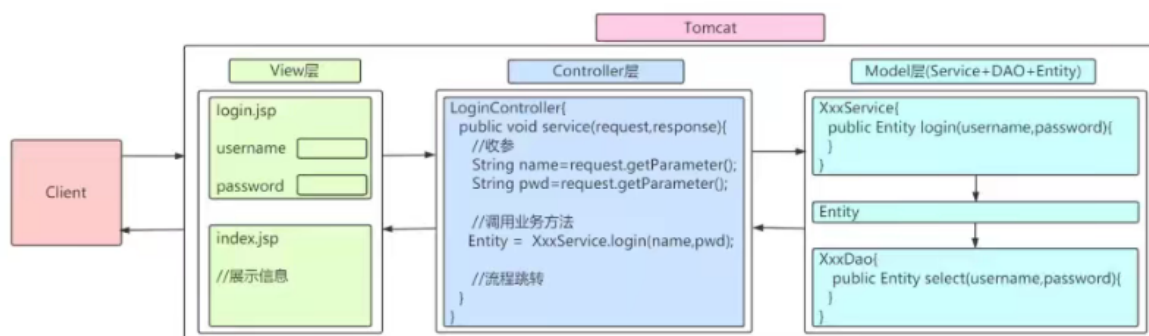 Tomcat
View层
Controller层
Model层(Service+DAO+Entity)
Client
login.jsp
username
password
index.jsp
//展示信息
LoginController{
public void service(request,response){
//收参
String name=request.getParameter();
String pwd=request.getParameter();
//调用业务方法
Entity = XxxService.login(name,pwd);
//流程跳转
}
}
XxxService{
public Entity login(username,password){
}
}
Entity
XxxDao{
public Entity select(username,password){
}
}